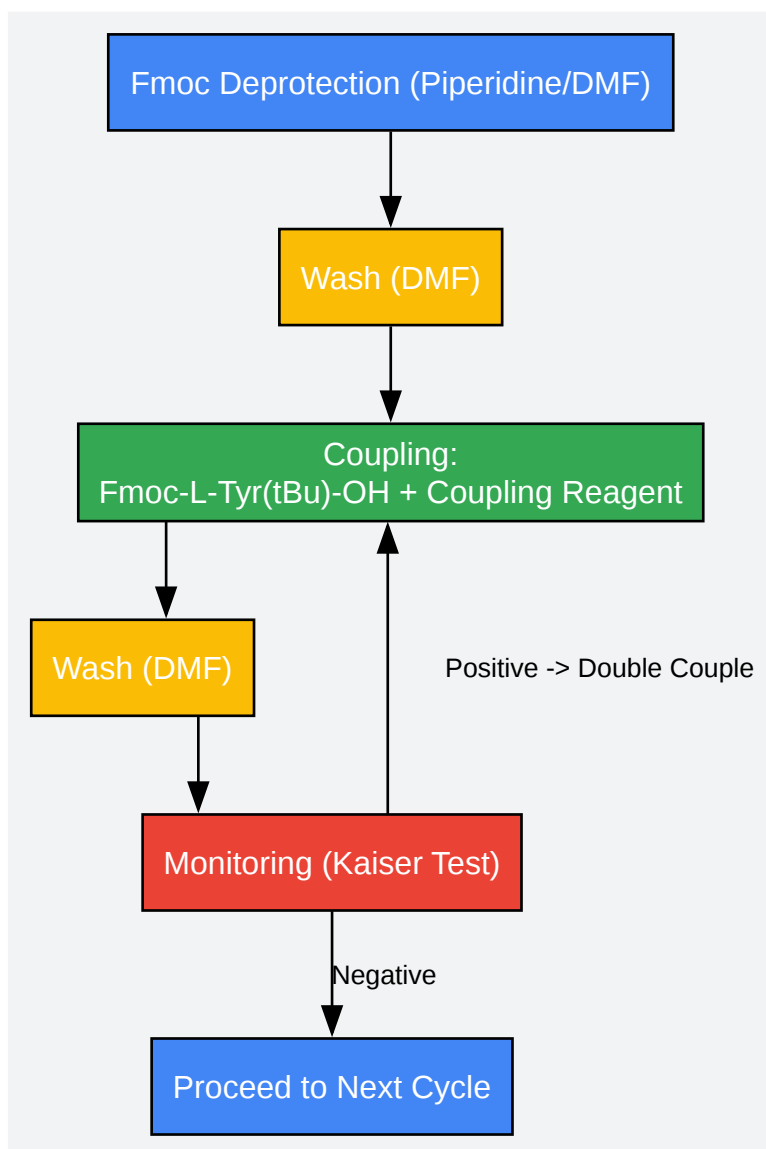 Fmoc Deprotection (Piperidine/DMF)
Wash (DMF)
Coupling:
Fmoc-L-Tyr(tBu)-OH + Coupling Reagent
Wash (DMF)
Positive -> Double Couple
Monitoring (Kaiser Test)
Negative
Proceed to Next Cycle